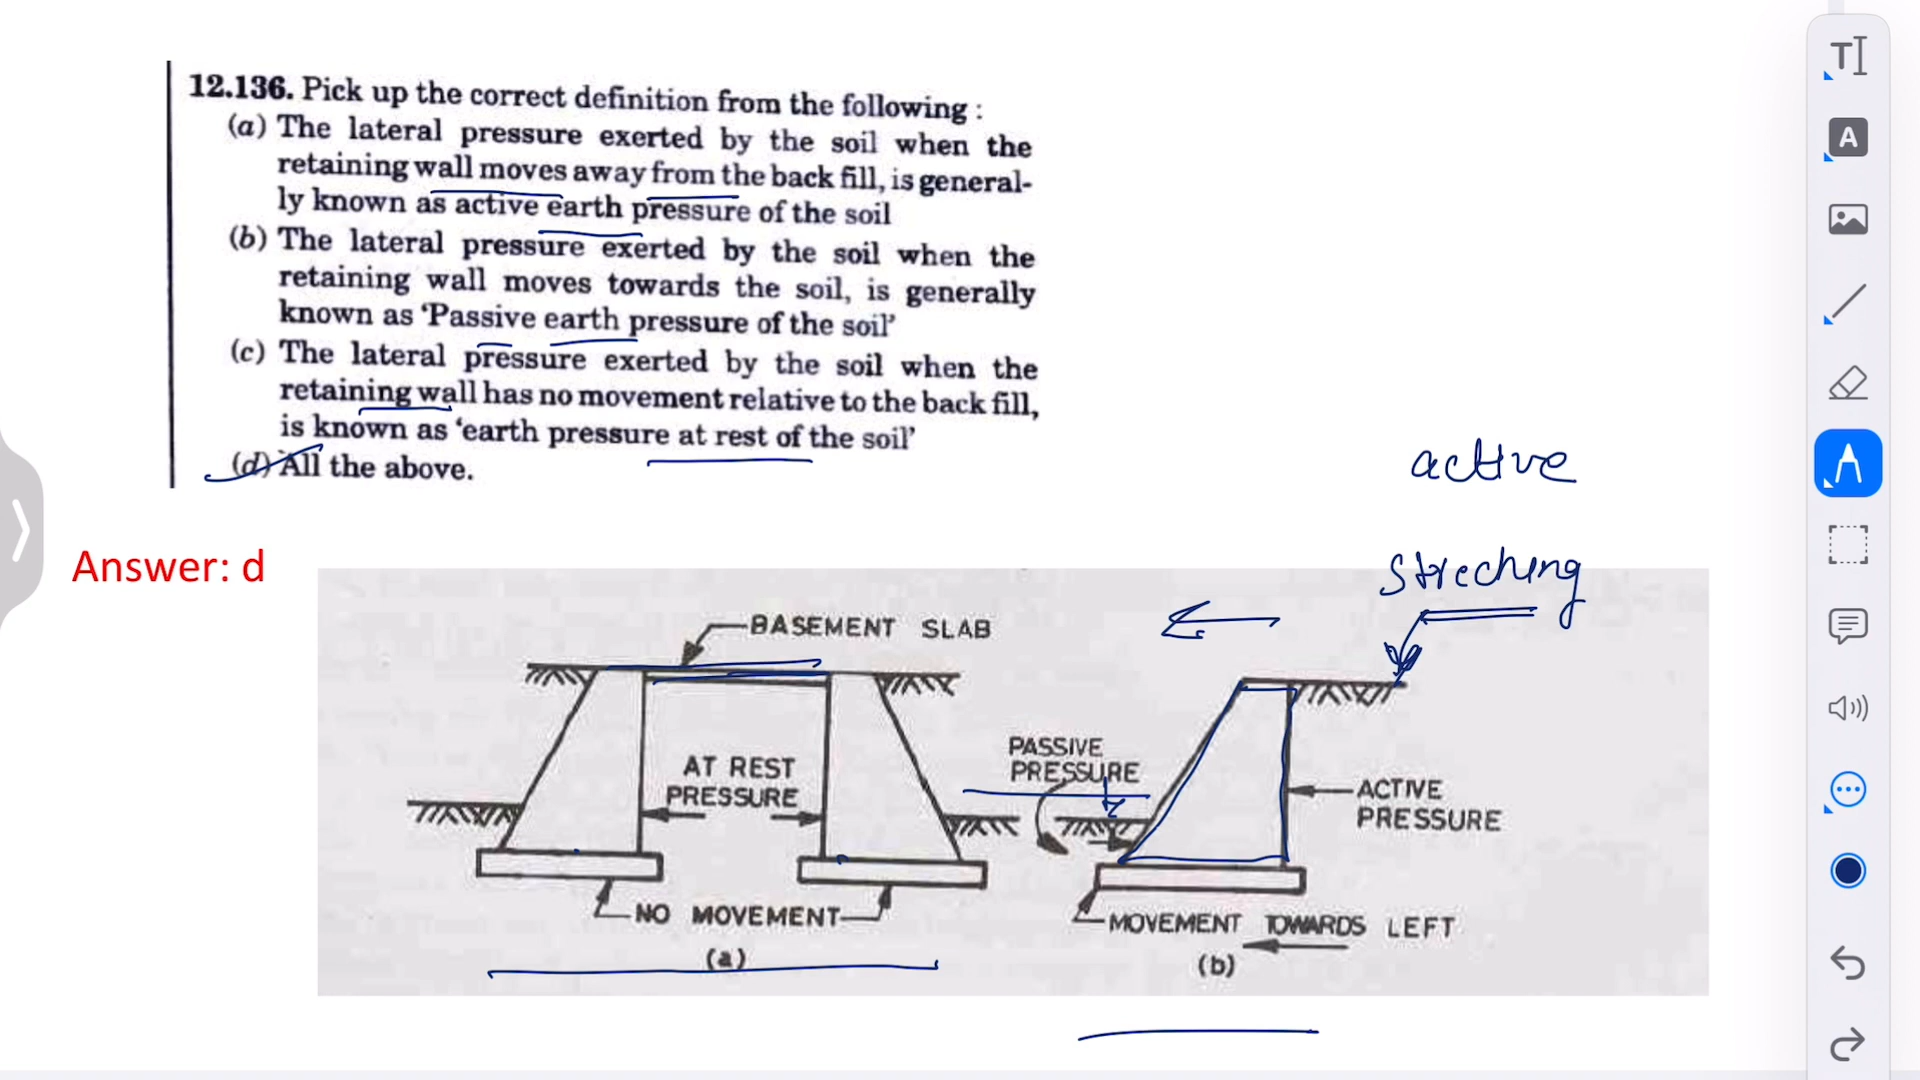 12.136. Pick up the correct definition from the following :
(a) The lateral pressure exerted by the soil when the
retaining wall moves away from the back fill, is general-
ly known as active earth pressure of the soil
(b) The lateral pressure exerted by the soil when the
retaining wall moves towards the soil, is generally
known as ‘Passive earth pressure of the soil’
(c) The lateral pressure exerted by the soil when the
retaining wall has no movement relative to the back fill,
is known as ‘earth pressure at rest of the soil’
(d) All the above.
active
Answer: d
streching
BASEMENT SLAB
AT REST
PRESSURE
PASSIVE
PRESSURE
ACTIVE
PRESSURE
NO MOVEMENT
MOVEMENT TOWARDS LEFT
(a)
(b)
T
A